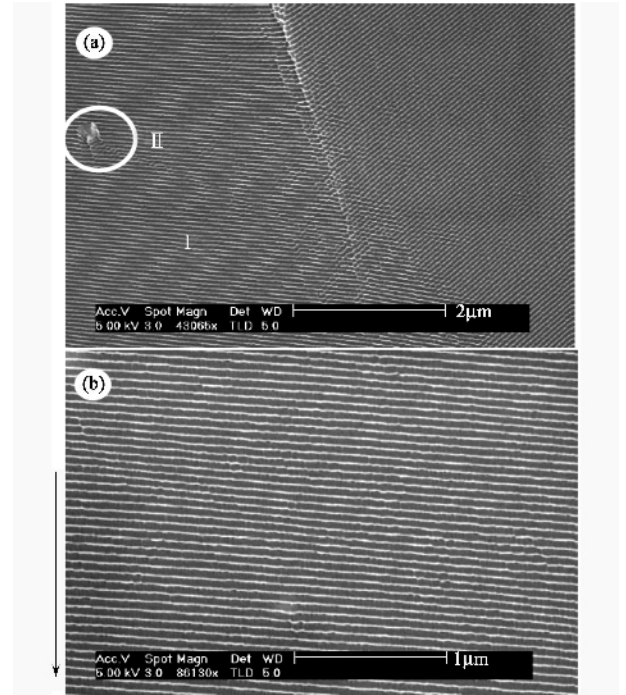 (a)
II
I
Acc.V Spot Magn Det WD 2μm
5.00 kV 3.0 43065x TLD 5.0
(b)
Acc.V Spot Magn Det WD 1μm
5.00 kV 3.0 86130x TLD 5.0